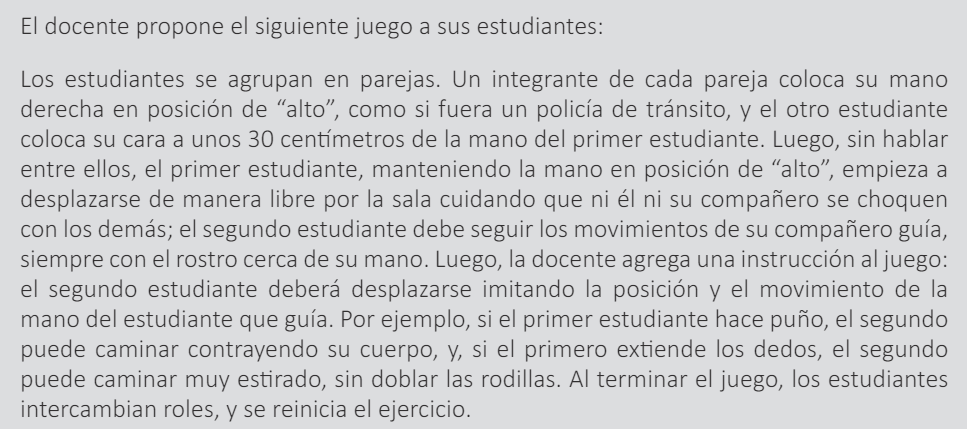 El docente propone el siguiente juego a sus estudiantes:
Los estudiantes se agrupan en parejas. Un integrante de cada pareja coloca su mano
derecha en posición de “alto”, como si fuera un policía de tránsito, y el otro estudiante
coloca su cara a unos 30 centímetros de la mano del primer estudiante. Luego, sin hablar
entre ellos, el primer estudiante, manteniendo la mano en posición de “alto”, empieza a
desplazarse de manera libre por la sala cuidando que ni él ni su compañero se choquen
con los demás; el segundo estudiante debe seguir los movimientos de su compañero guía,
siempre con el rostro cerca de su mano. Luego, la docente agrega una instrucción al juego:
el segundo estudiante deberá desplazarse imitando la posición y el movimiento de la
mano del estudiante que guía. Por ejemplo, si el primer estudiante hace puño, el segundo
puede caminar contrayendo su cuerpo, y, si el primero extiende los dedos, el segundo
puede caminar muy estirado, sin doblar las rodillas. Al terminar el juego, los estudiantes
intercambian roles, y se reinicia el ejercicio.